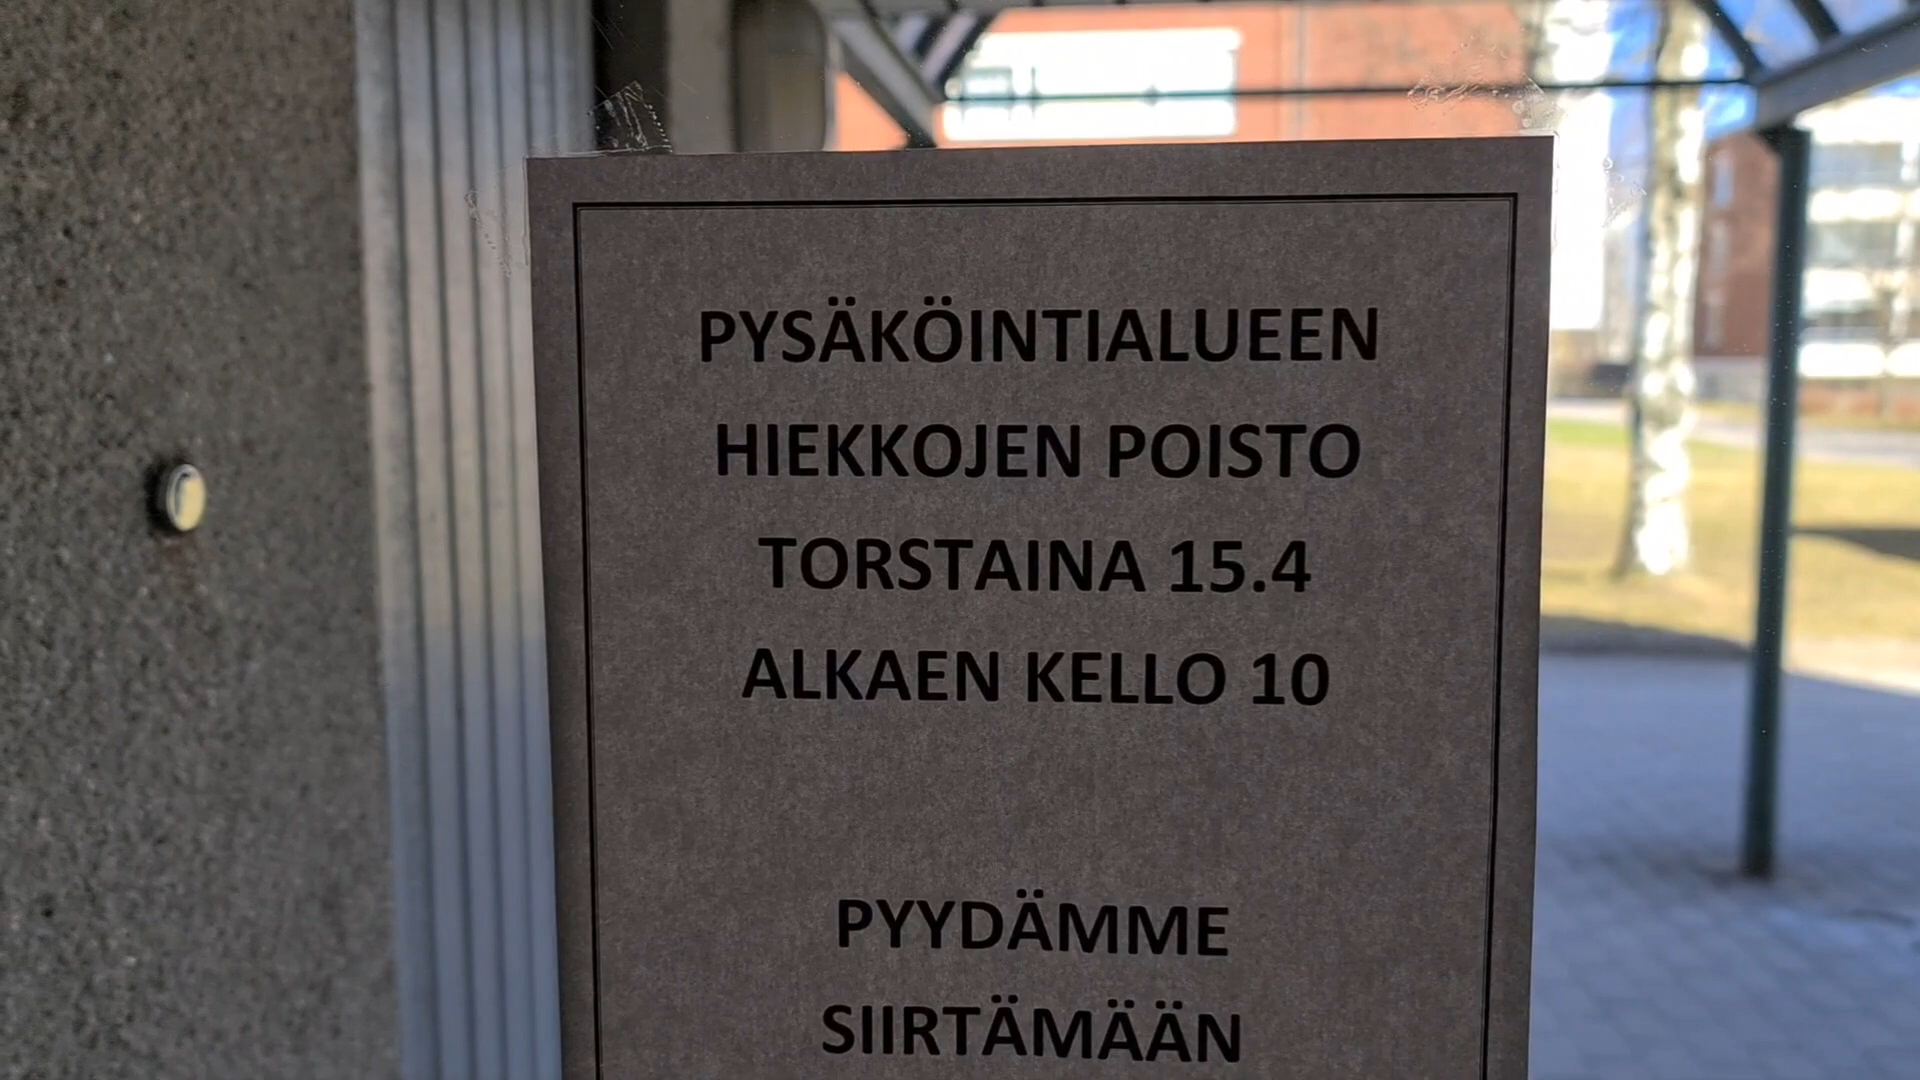 PYSÄKÖINTIALUEEN
HIEKKOJEN POISTO
TORSTAINA 15.4
ALKAEN KELLO 10
PYYDÄMME
SIIRTÄMÄÄN